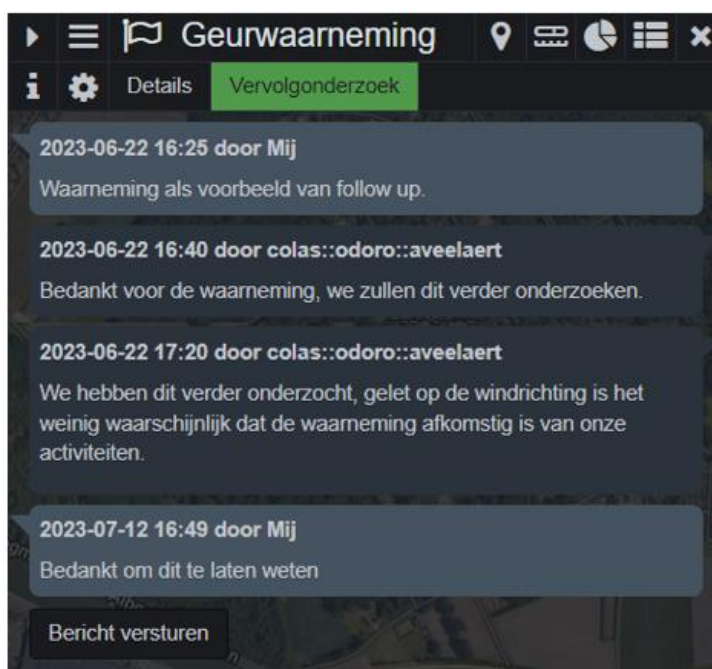 Geurwaarneming
Details Vervolgonderzoek
2023-06-22 16:25 door Mij
Waarneming als voorbeeld van follow up.
2023-06-22 16:40 door colas::odoro::aveelaert
Bedankt voor de waarneming, we zullen dit verder onderzoeken.
2023-06-22 17:20 door colas::odoro::aveelaert
We hebben dit verder onderzocht, gelet op de windrichting is het
weinig waarschijnlijk dat de waarneming afkomstig is van onze
activiteiten.
2023-07-12 16:49 door Mij
Bedankt om dit te laten weten
Bericht versturen